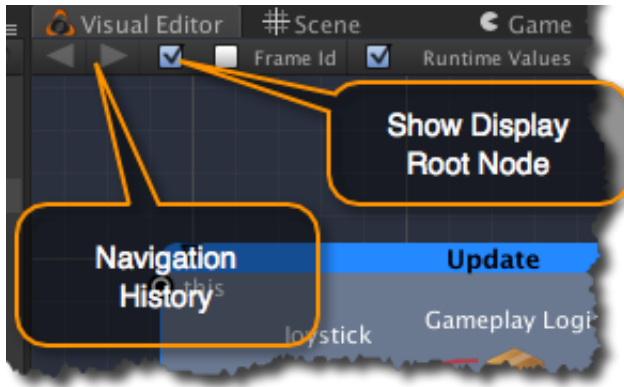 Visual Editor Scene Game
Frame Id Runtime Values
Show Display
Root Node
Navigation
History
Update
this
Joystick
Gameplay Logi